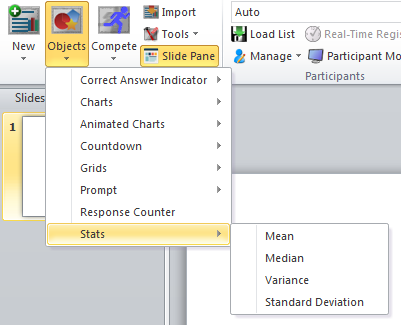 Import
Auto
Tools
Load List
Real-Time Regis
New
Objects
Compete
Slide Pane
Manage
Participant Mo
Participants
Slides
1
Correct Answer Indicator
Charts
Animated Charts
Countdown
Grids
Prompt
Response Counter
Stats
Mean
Median
Variance
Standard Deviation